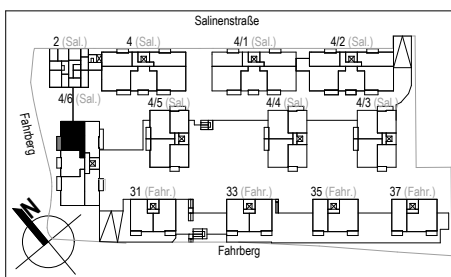 Salinenstraße
2 (Sal.) 4 (Sal.) 4/1 (Sal.) 4/2 (Sal.)
4/6 (Sal.) 4/5 (Sal.) 4/4 (Sal.) 4/3 (Sal.)
Fahrberg
31 (Fahr.) 33 (Fahr.) 35 (Fahr.) 37 (Fahr.)
N
Fahrberg